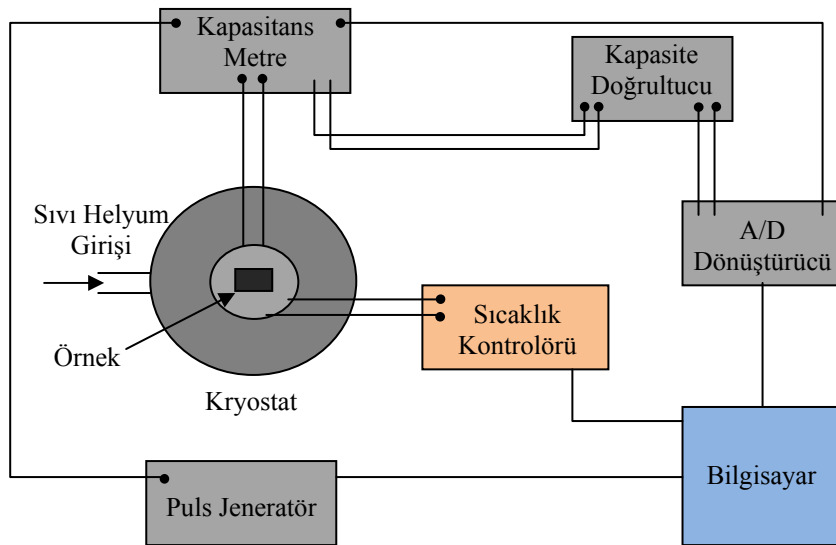 Kapasitans
Metre
Kapasite
Doğrultucu
Sıvı Helyum
Girişi
A/D
Dönüştürücü
Sıcaklık
Kontrolörü
Örnek
Kryostat
Bilgisayar
Puls Jeneratör